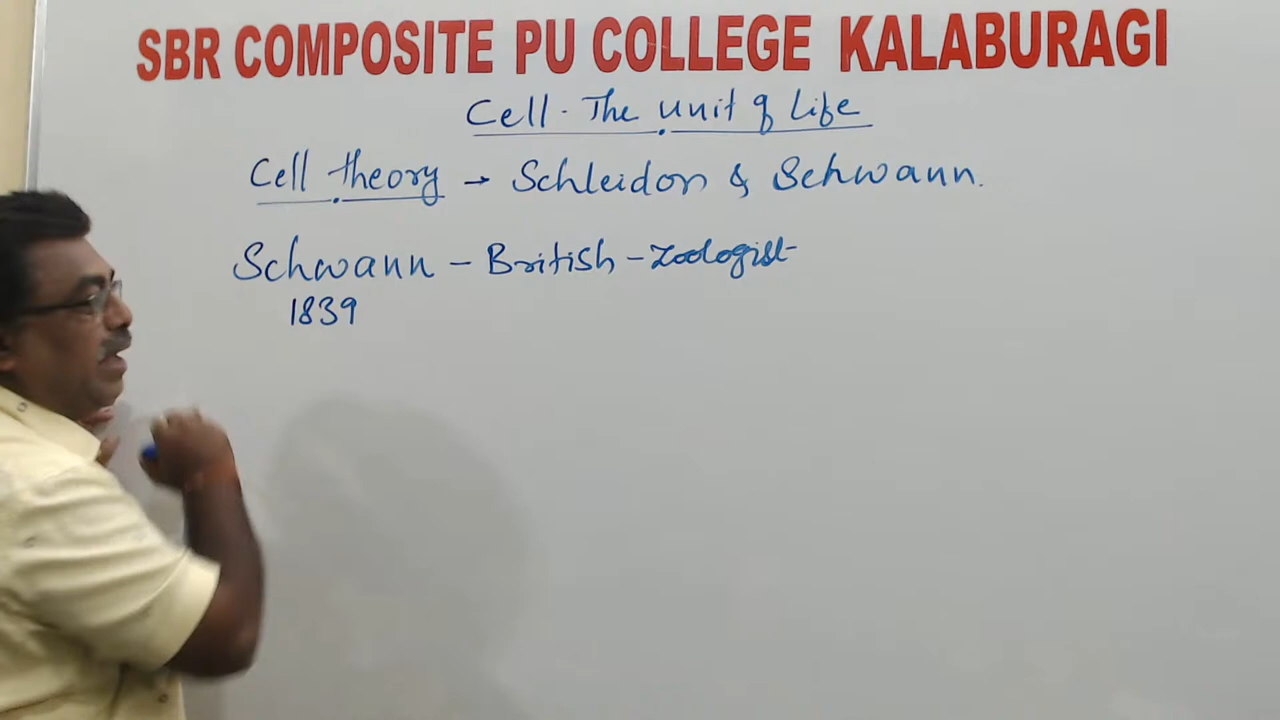 SBR COMPOSITE PU COLLEGE KALABURAGI
Cell - The unit of Life
Cell theory → Schleidon & Schwann.
Schwann - British - Zoologist
1839